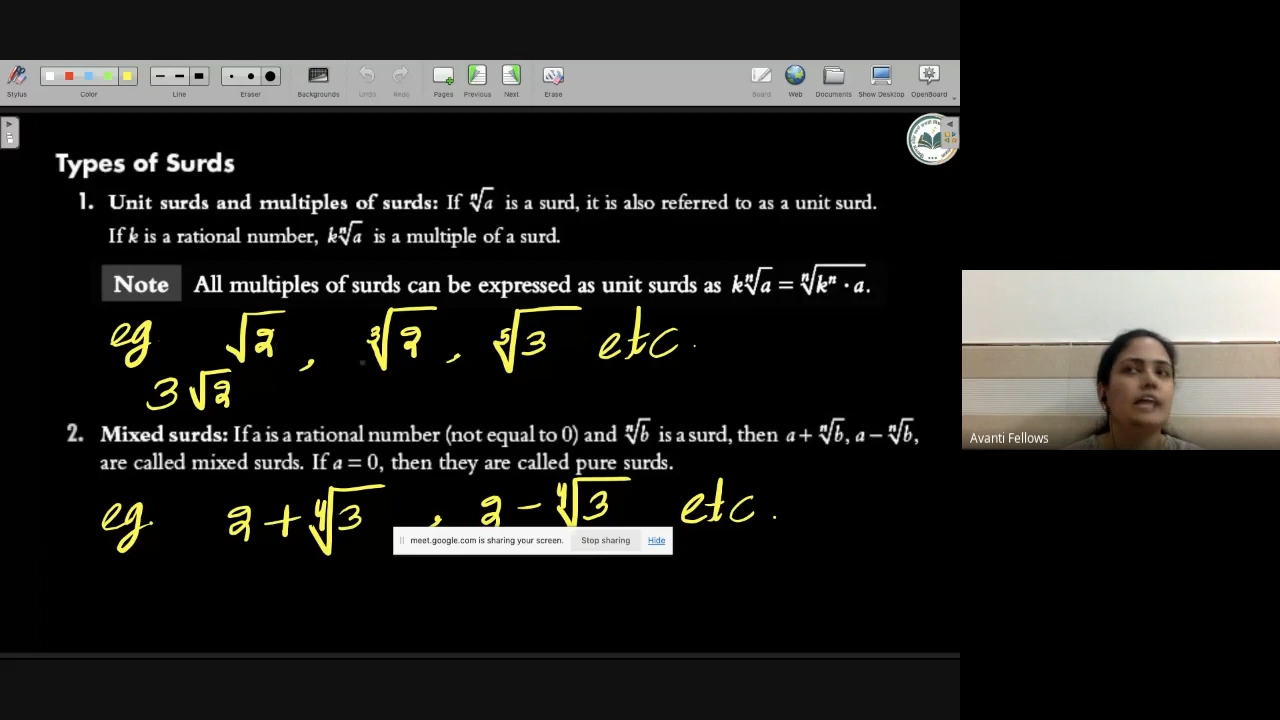 Stylus Color Line Eraser Backgrounds Undo Redo Pages Previous Next Erase Board Web Documents Show Desktop OpenBoard
Types of Surds
1. Unit surds and multiples of surds: If ⁿ√a is a surd, it is also referred to as a unit surd.
If k is a rational number, kⁿ√a is a multiple of a surd.
Note All multiples of surds can be expressed as unit surds as kⁿ√a = ⁿ√(kⁿ · a).
eg √2 , ³√2 , ⁵√3 etc.
3√2
2. Mixed surds: If a is a rational number (not equal to 0) and ⁿ√b is a surd, then a + ⁿ√b, a − ⁿ√b,
are called mixed surds. If a = 0, then they are called pure surds.
eg. 2 + ⁴√3 , 2 − ⁴√3 etc.
meet.google.com is sharing your screen. Stop sharing Hide
Avanti Fellows